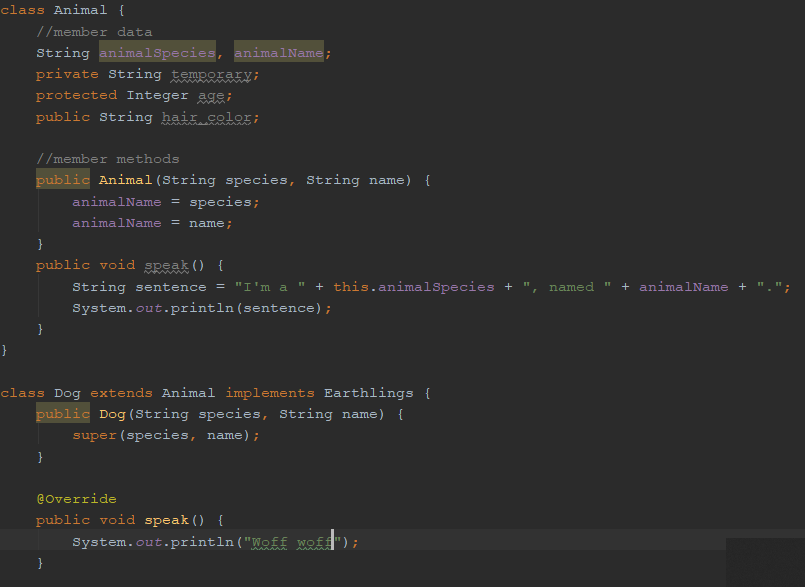 class Animal {
    //member data
    String animalSpecies, animalName;
    private String temporary;
    protected Integer age;
    public String hair_color;

    //member methods
    public Animal(String species, String name) {
        animalName = species;
        animalName = name;
    }
    public void speak() {
        String sentence = "I'm a " + this.animalSpecies + ", named " + animalName + ".";
        System.out.println(sentence);
    }
}

class Dog extends Animal implements Earthlings {
    public Dog(String species, String name) {
        super(species, name);
    }

    @Override
    public void speak() {
        System.out.println("Woff woff");
    }